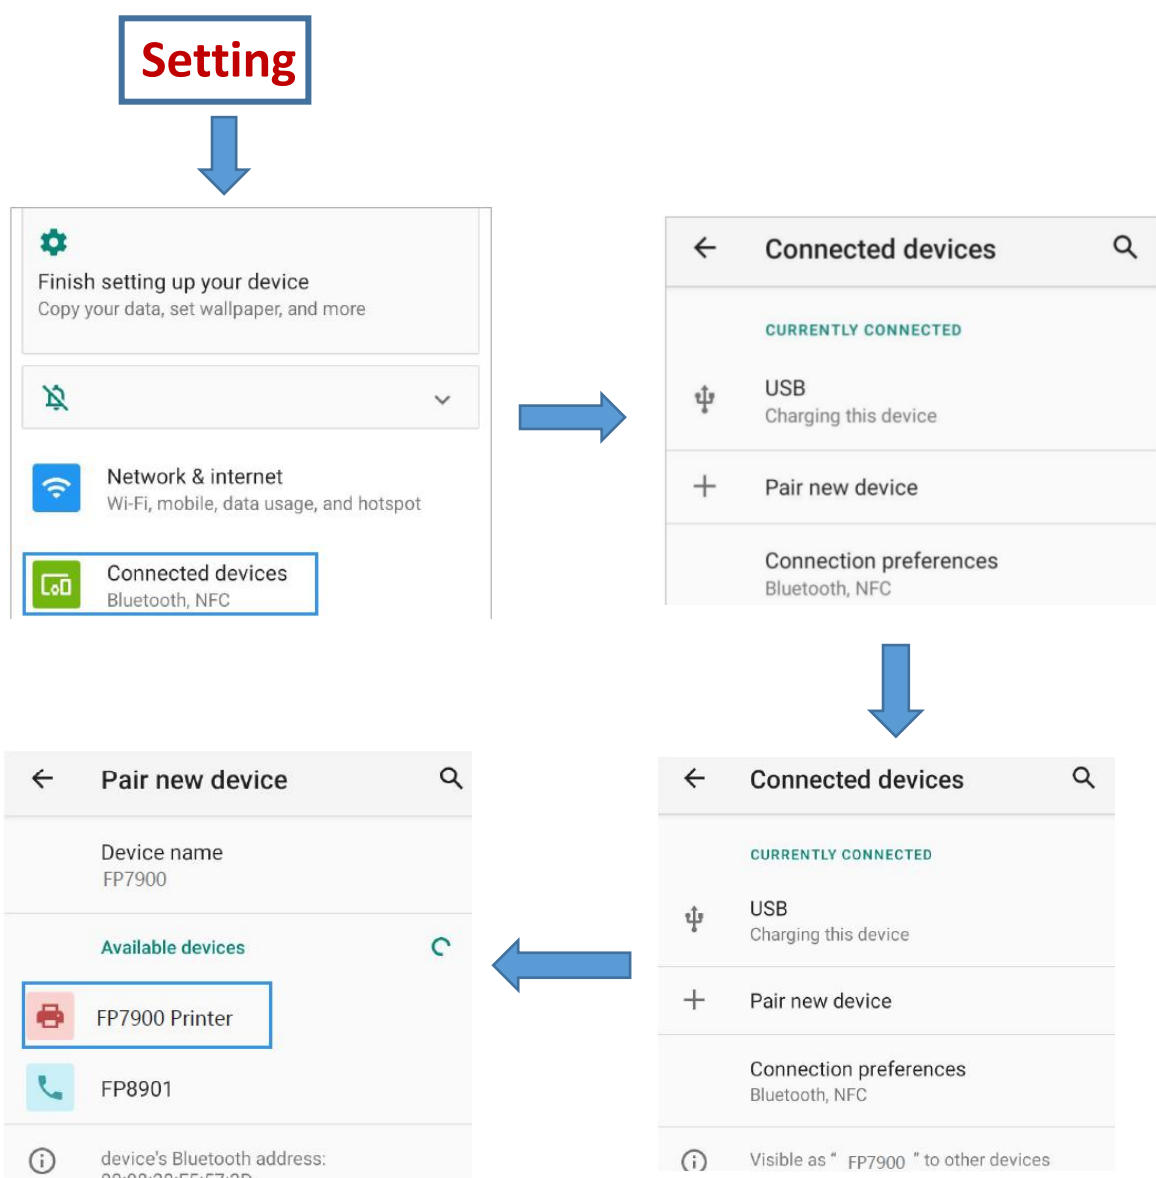 Setting
Finish setting up your device
Copy your data, set wallpaper, and more
Network & internet
Wi-Fi, mobile, data usage, and hotspot
Connected devices
Bluetooth, NFC
Connected devices
CURRENTLY CONNECTED
USB
Charging this device
Pair new device
Connection preferences
Bluetooth, NFC
Connected devices
CURRENTLY CONNECTED
USB
Charging this device
Pair new device
Connection preferences
Bluetooth, NFC
Visible as “ FP7900 ” to other devices
Pair new device
Device name
FP7900
Available devices
FP7900 Printer
FP8901
device's Bluetooth address: